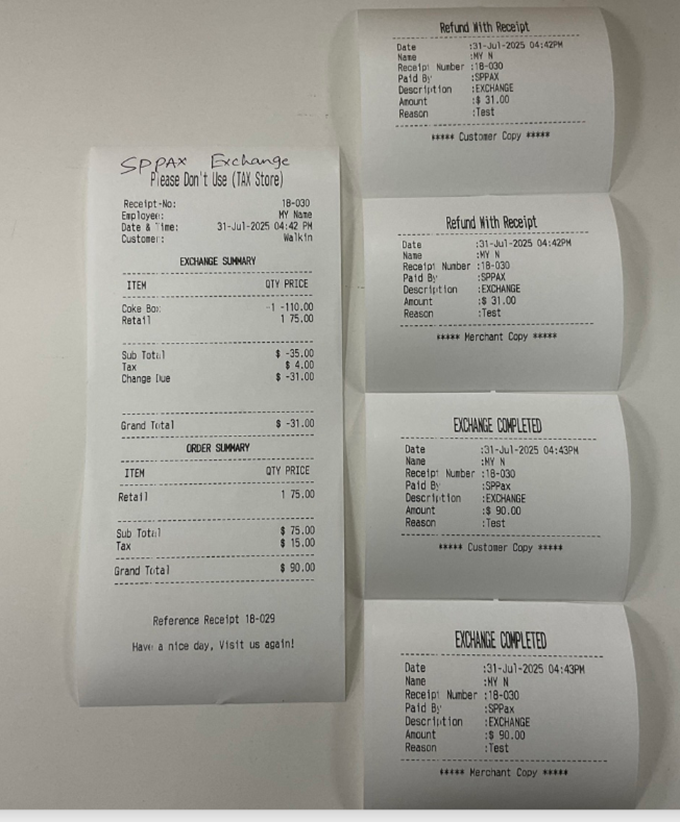 SPPAX Exchange
Please Don't Use (TAX Store)
Receipt-No: 18-030
Employee: MY Name
Date & Time: 31-Jul-2025 04:42 PM
Customer: Walkin
EXCHANGE SUMMARY
ITEM QTY PRICE
Coke Box -1 -110.00
Retail 1 75.00
Sub Total $ -35.00
Tax $ 4.00
Change Due $ -31.00
Grand Total $ -31.00
ORDER SUMMARY
ITEM QTY PRICE
Retail 1 75.00
Sub Total $ 75.00
Tax $ 15.00
Grand Total $ 90.00
Reference Receipt 18-029
Have a nice day, Visit us again!
Refund With Receipt
Date :31-Jul-2025 04:42PM
Name :MY N
Receipt Number :18-030
Paid By :SPPAX
Description :EXCHANGE
Amount :$ 31.00
Reason :Test
***** Customer Copy *****
Refund With Receipt
Date :31-Jul-2025 04:42PM
Name :MY N
Receipt Number :18-030
Paid By :SPPAX
Description :EXCHANGE
Amount :$ 31.00
Reason :Test
***** Merchant Copy *****
EXCHANGE COMPLETED
Date :31-Jul-2025 04:43PM
Name :MY N
Receipt Number :18-030
Paid By :SPPax
Description :EXCHANGE
Amount :$ 90.00
Reason :Test
***** Customer Copy *****
EXCHANGE COMPLETED
Date :31-Jul-2025 04:43PM
Name :MY N
Receipt Number :18-030
Paid By :SPPax
Description :EXCHANGE
Amount :$ 90.00
Reason :Test
***** Merchant Copy *****